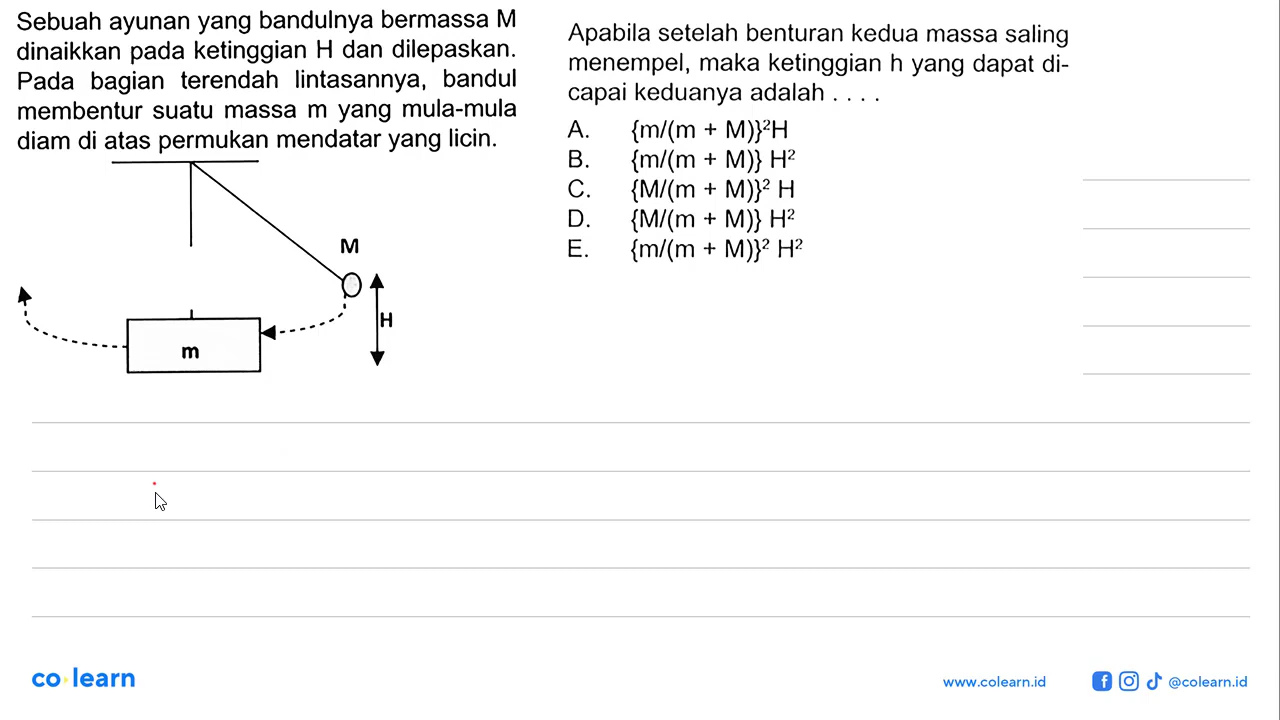 Sebuah ayunan yang bandulnya bermassa M
dinaikkan pada ketinggian H dan dilepaskan.
Pada bagian terendah lintasannya, bandul
membentur suatu massa m yang mula-mula
diam di atas permukan mendatar yang licin.
M
H
m
Apabila setelah benturan kedua massa saling
menempel, maka ketinggian h yang dapat di-
capai keduanya adalah . . . .
A. {m/(m + M)}²H
B. {m/(m + M)} H²
C. {M/(m + M)}² H
D. {M/(m + M)} H²
E. {m/(m + M)}² H²
co learn
www.colearn.id
@colearn.id